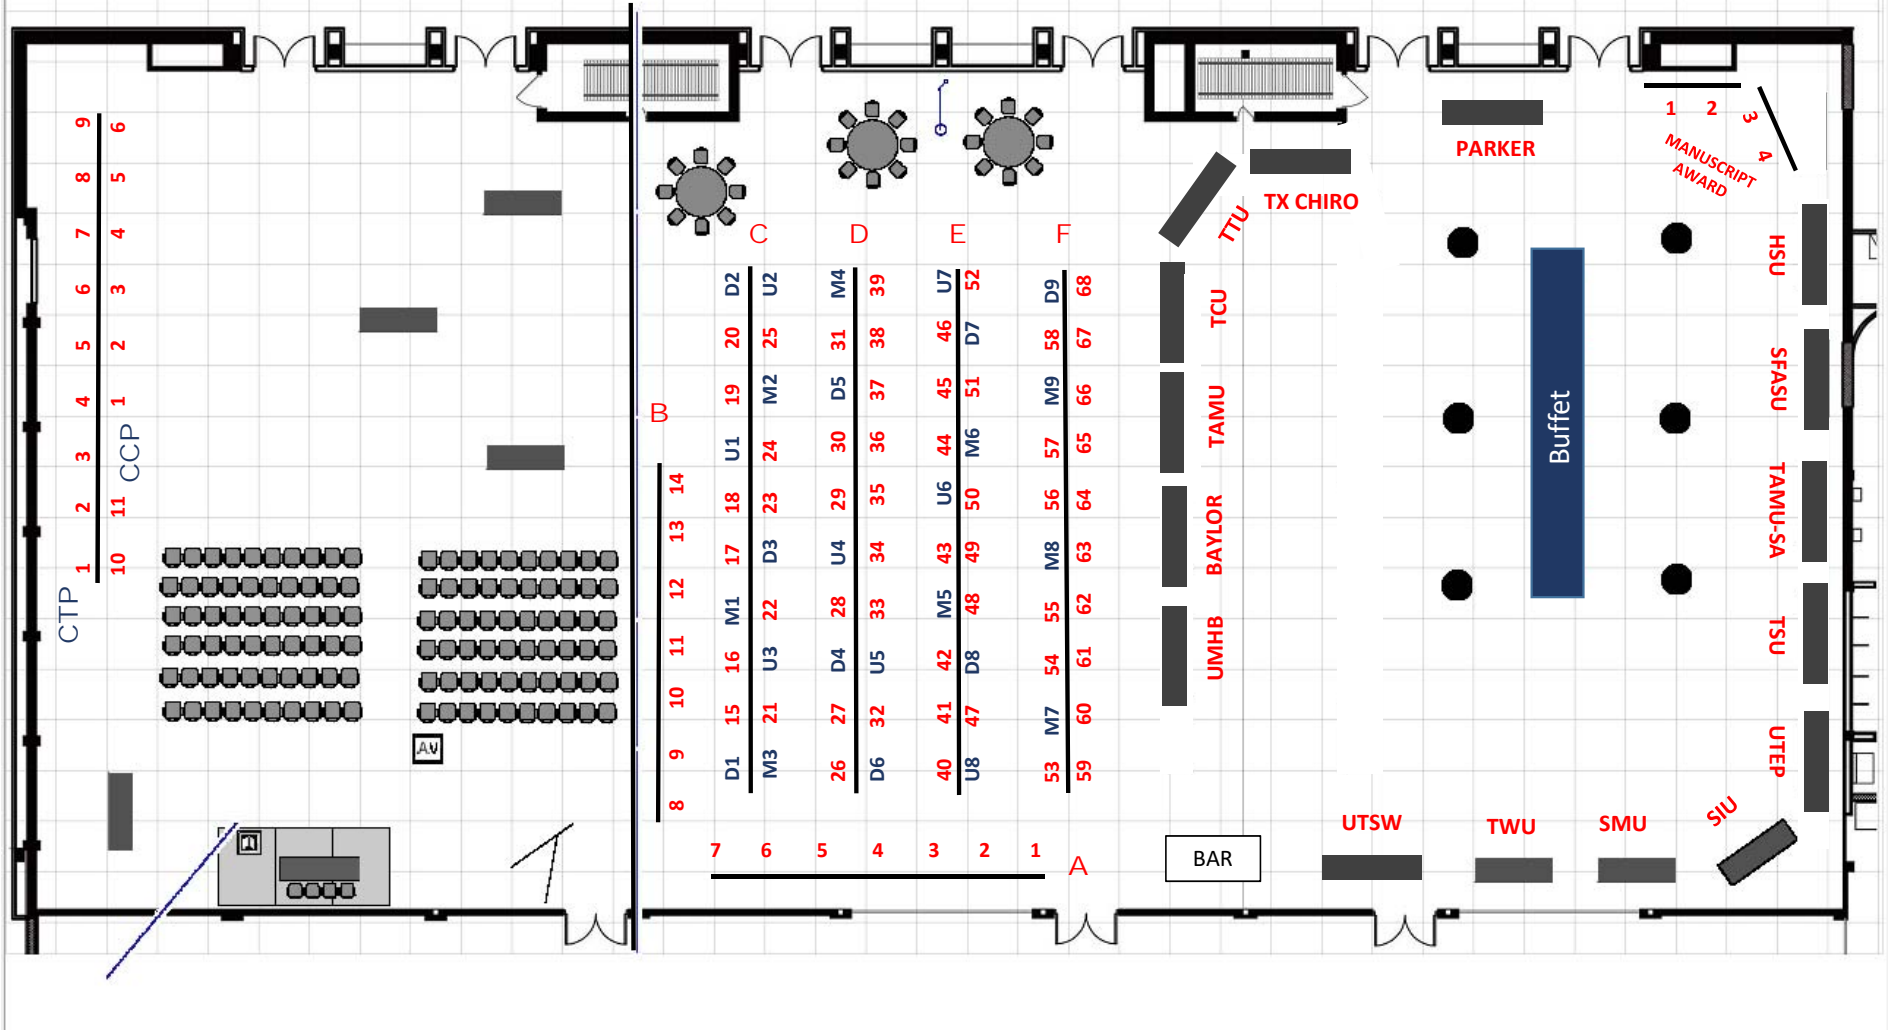 9 6
8 5
7 4
6 3
5 2
4 1
3
2 11
1 10
CCP
CTP
AV
B
14
13
12
11
10
9
8
C D E F
D2 U2
20 25
19 M2
U1 24
18 23
17 D3
M1 22
16 U3
15 21
D1 M3
M4 39
31 38
D5 37
30 36
29 35
U4 34
28 33
D4 U5
27 32
26 D6
U7 52
46 D7
45 51
44 M6
U6 50
43 49
M5 48
42 D8
41 47
40 U8
D9 68
58 67
M9 66
57 65
56 64
M8 63
55 62
54 61
M7 60
53 59
7 6 5 4 3 2 1
A
TTU
TX CHIRO
TCU
TAMU
BAYLOR
UMHB
BAR
PARKER
1 2 3 4
MANUSCRIPT
AWARD
Buffet
HSU
SFASU
TAMU-SA
TSU
UTEP
UTSW
TWU
SMU
SIU